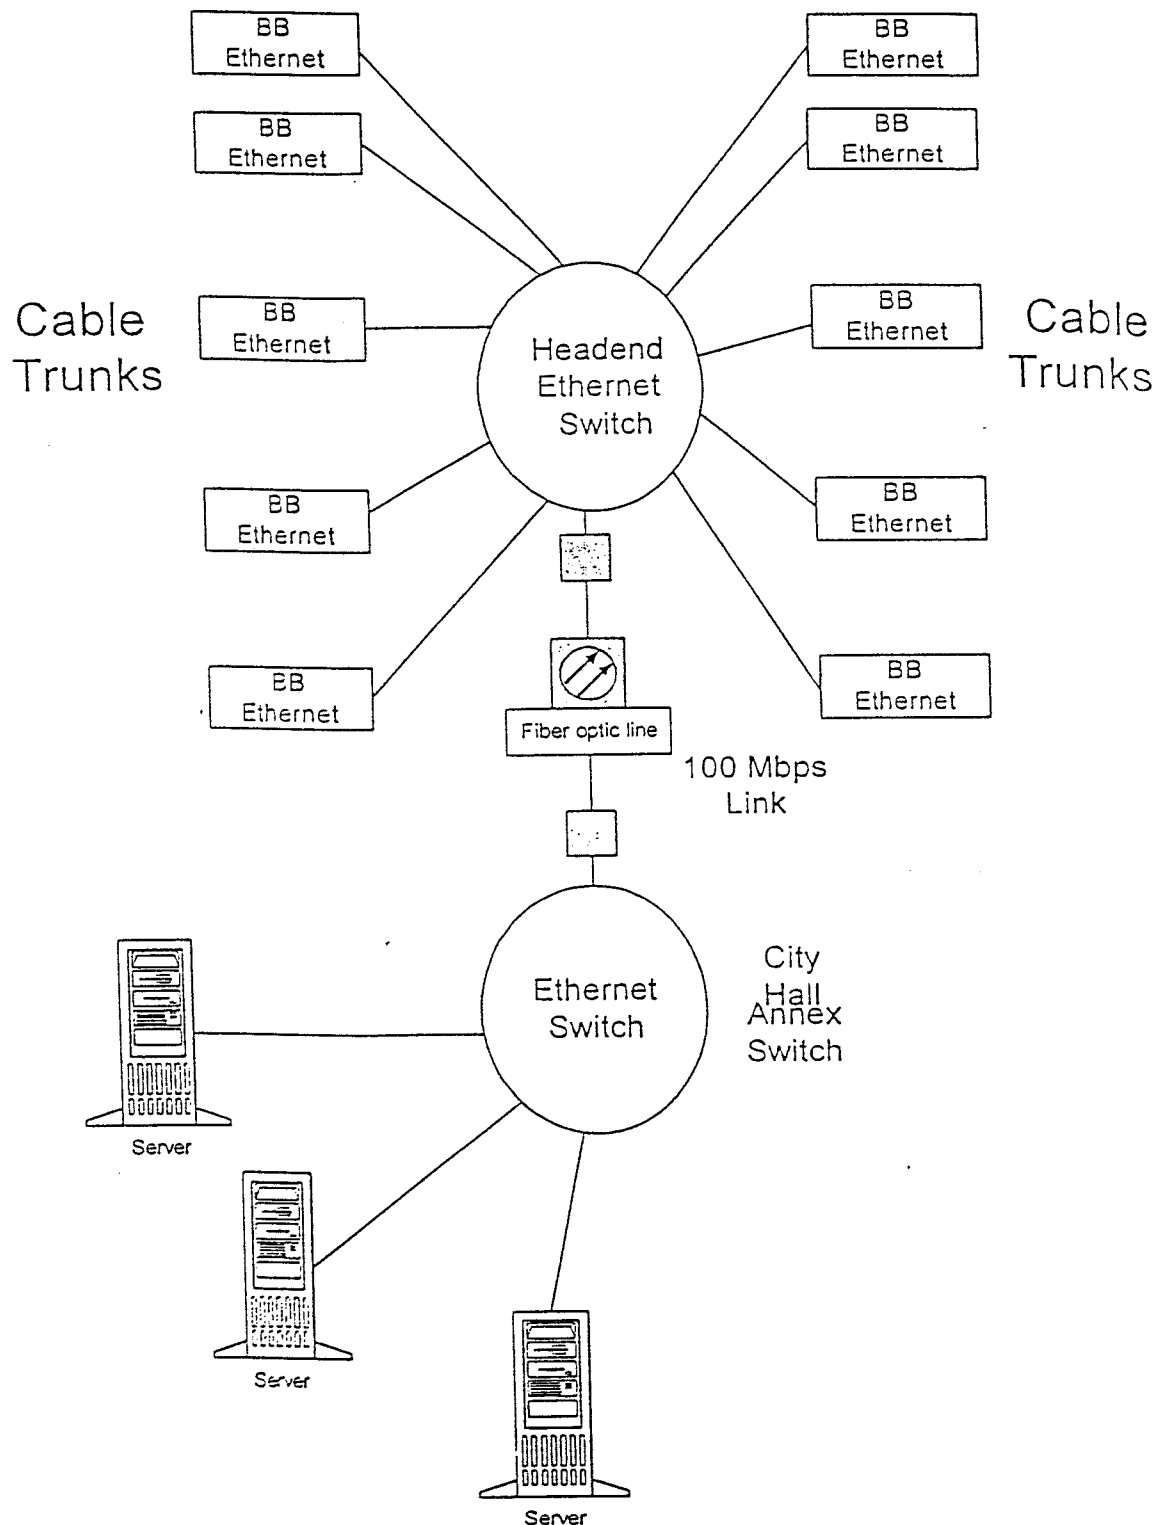 BB
Ethernet
BB
Ethernet
BB
Ethernet
BB
Ethernet
Cable
Trunks
BB
Ethernet
Headend
Ethernet
Switch
BB
Ethernet
Cable
Trunks
BB
Ethernet
BB
Ethernet
BB
Ethernet
BB
Ethernet
Fiber optic line
100 Mbps
Link
Ethernet
Switch
City
Hall
Annex
Switch
Server
Server
Server